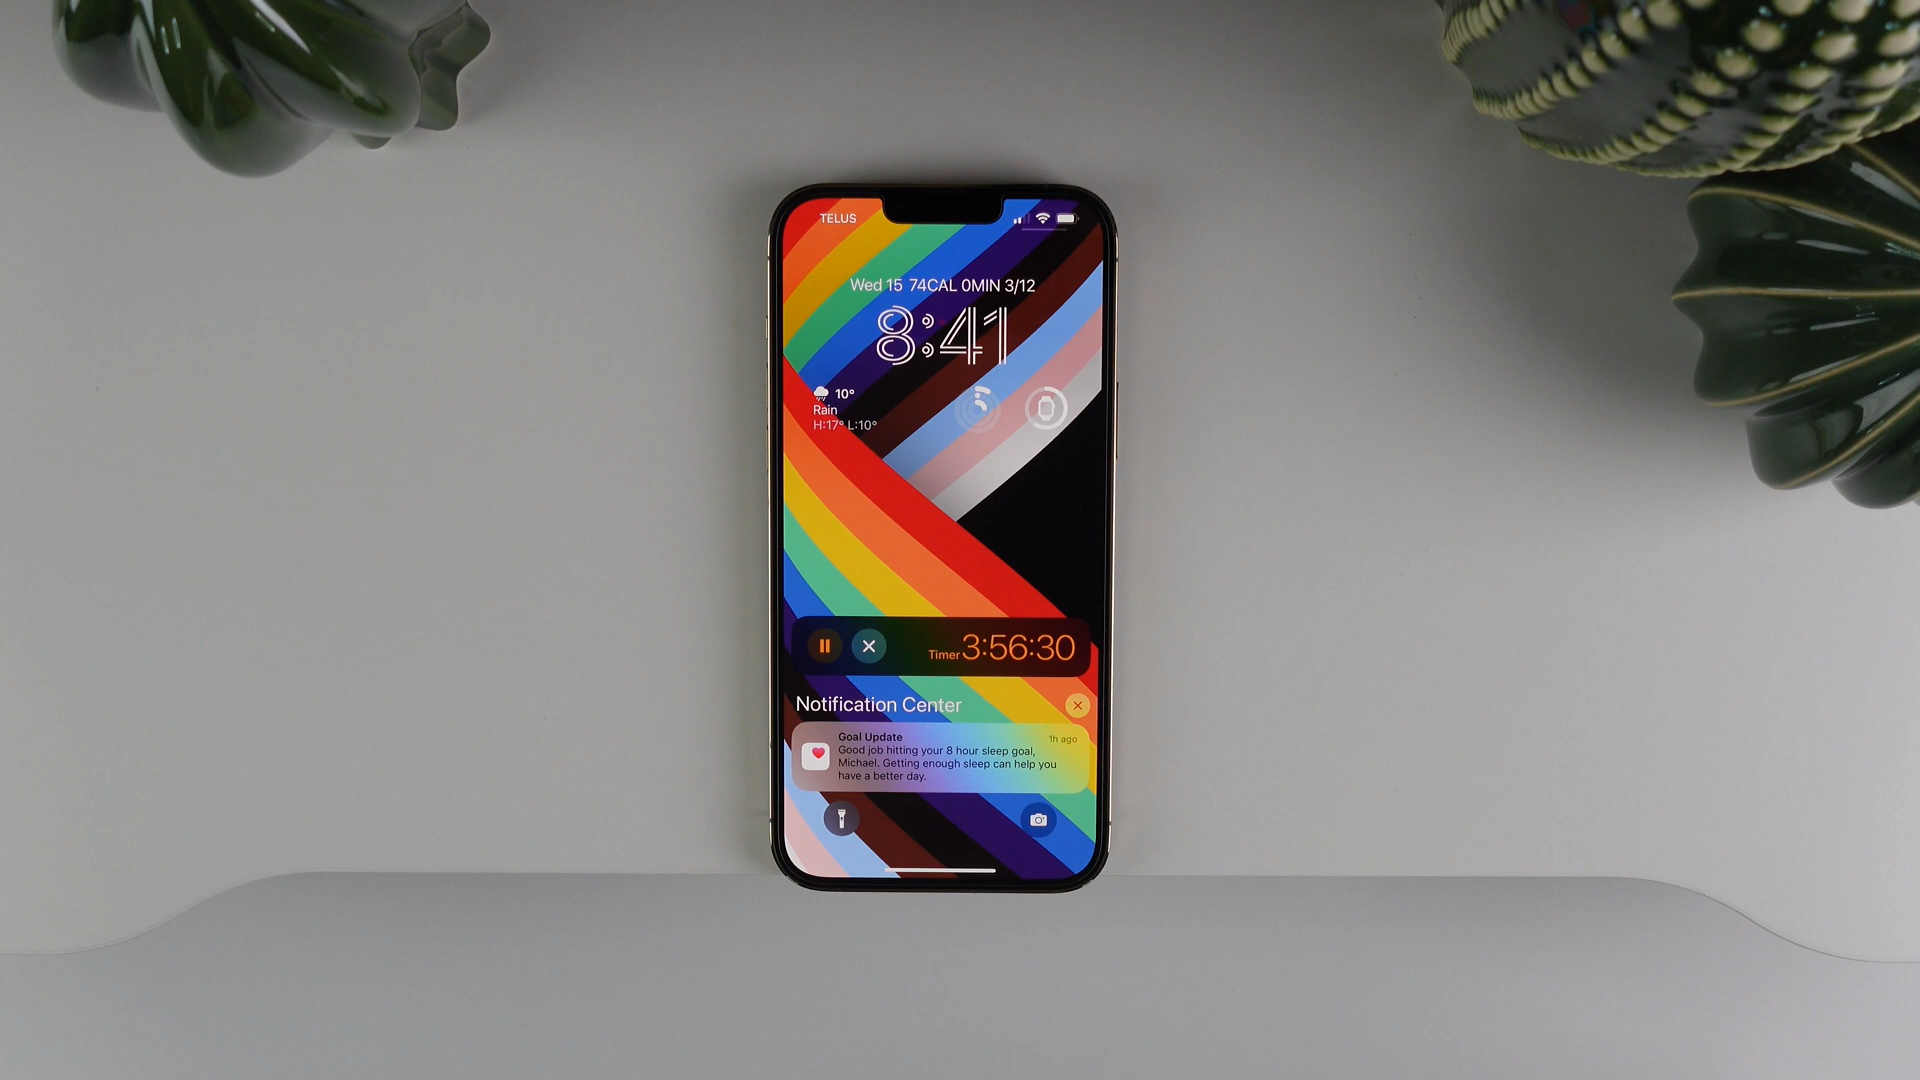 TELUS
Wed 15 74CAL 0MIN 3/12
8:41
10°
Rain
H:17° L:10°
Timer 3:56:30
Notification Center
Goal Update 1h ago
Good job hitting your 8 hour sleep goal,
Michael. Getting enough sleep can help you
have a better day.